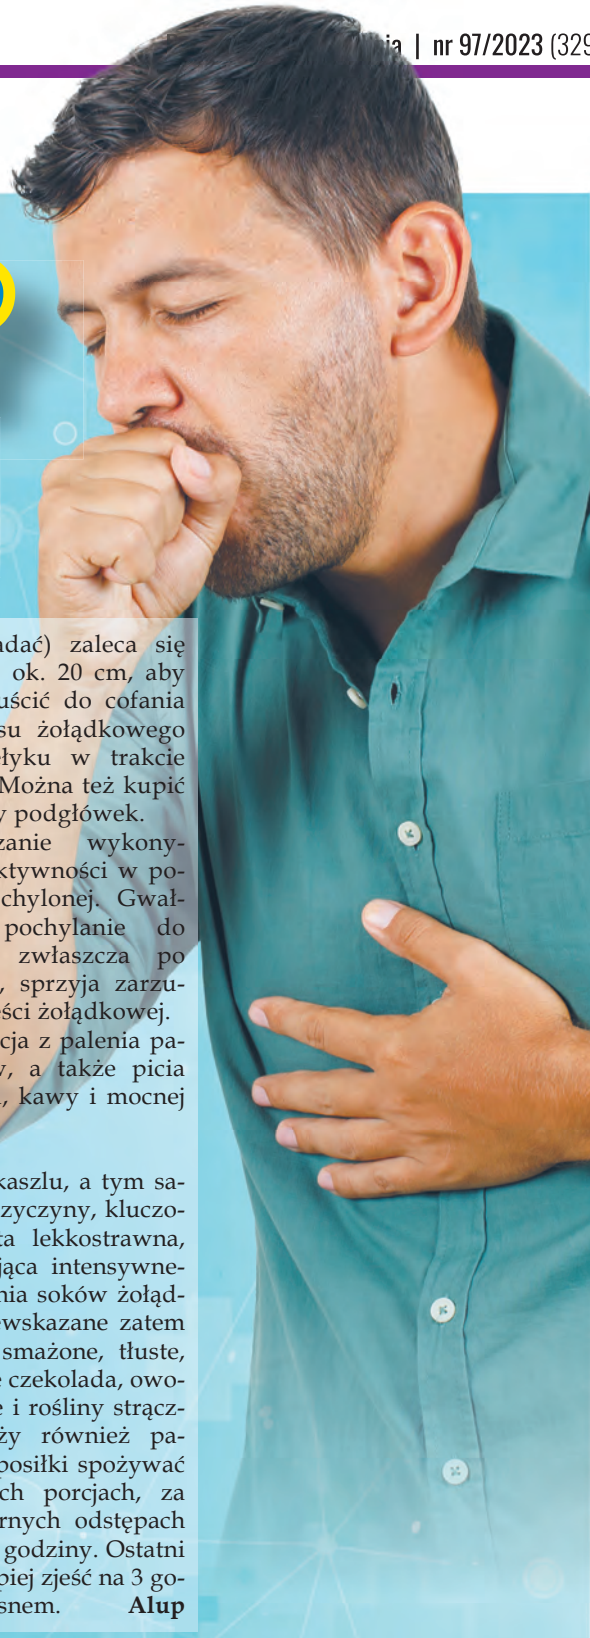 ja | nr 97/2023 (329
adać) zaleca się
ok. 20 cm, aby
uścić do cofania
su żołądkowego
łyku w trakcie
Można też kupić
y podgłówek.
zanie wykony-
ktywności w po-
chylonej. Gwał-
pochylanie do
zwłaszcza po
, sprzyja zarzu-
ści żołądkowej.
cja z palenia pa-
w, a także picia
, kawy i mocnej
kaszlu, a tym sa-
zyczyny, kluczo-
ta lekkostrawna,
jąca intensywne-
nia soków żołąd-
wskazane zatem
smażone, tłuste,
e czekolada, owo-
e i rośliny strącz-
ży również pa-
posiłki spożywać
ch porcjach, za
rnych odstępach
godziny. Ostatni
piej zjeść na 3 go-
snem. Alup